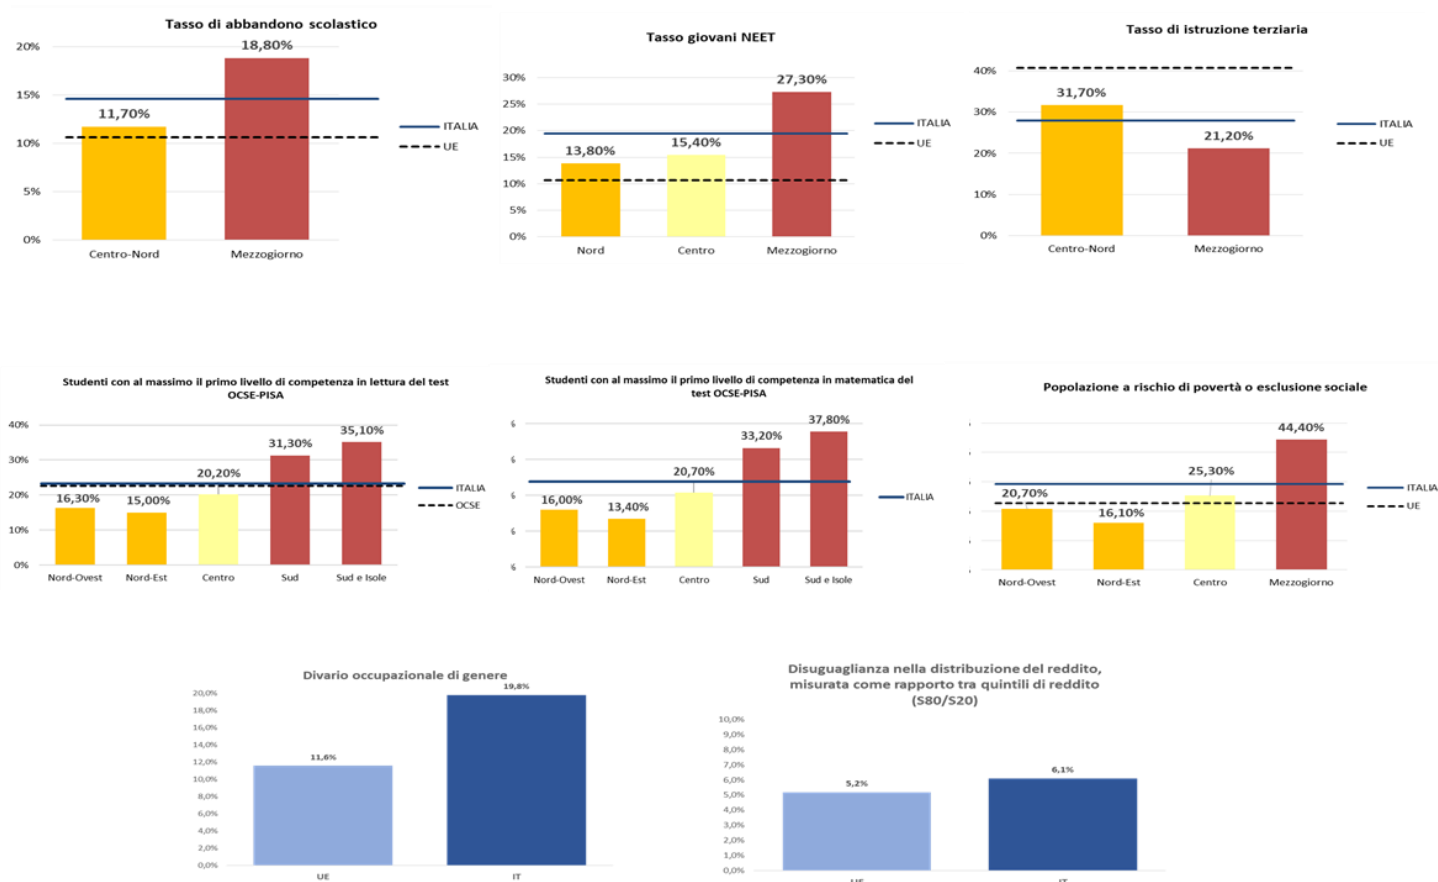 Tasso di abbandono scolastico
20%
15%
10%
5%
0%
18,80%
11,70%
Centro-Nord
Mezzogiorno
ITALIA
UE
Tasso giovani NEET
30%
25%
20%
15%
10%
5%
0%
13,80%
15,40%
27,30%
Nord
Centro
Mezzogiorno
ITALIA
UE
Tasso di istruzione terziaria
40%
30%
20%
10%
0%
31,70%
21,20%
Centro-Nord
Mezzogiorno
ITALIA
UE
Studenti con al massimo il primo livello di competenza in lettura del test
OCSE-PISA
40%
30%
20%
10%
0%
16,30%
15,00%
20,20%
31,30%
35,10%
Nord-Ovest
Nord-Est
Centro
Sud
Sud e Isole
ITALIA
OCSE
Studenti con al massimo il primo livello di competenza in matematica del
test OCSE-PISA
16,00%
13,40%
20,70%
33,20%
37,80%
Nord-Ovest
Nord-Est
Centro
Sud
Sud e Isole
ITALIA
Popolazione a rischio di povertà o esclusione sociale
20,70%
16,10%
25,30%
44,40%
Nord-Ovest
Nord-Est
Centro
Mezzogiorno
ITALIA
UE
Divario occupazionale di genere
20,0%
18,0%
16,0%
14,0%
12,0%
10,0%
8,0%
6,0%
4,0%
2,0%
0,0%
11,6%
19,8%
UE
IT
Disuguaglianza nella distribuzione del reddito,
misurata come rapporto tra quintili di reddito
(S80/S20)
10,0%
9,0%
8,0%
7,0%
6,0%
5,0%
4,0%
3,0%
2,0%
1,0%
0,0%
5,2%
6,1%
UE
IT